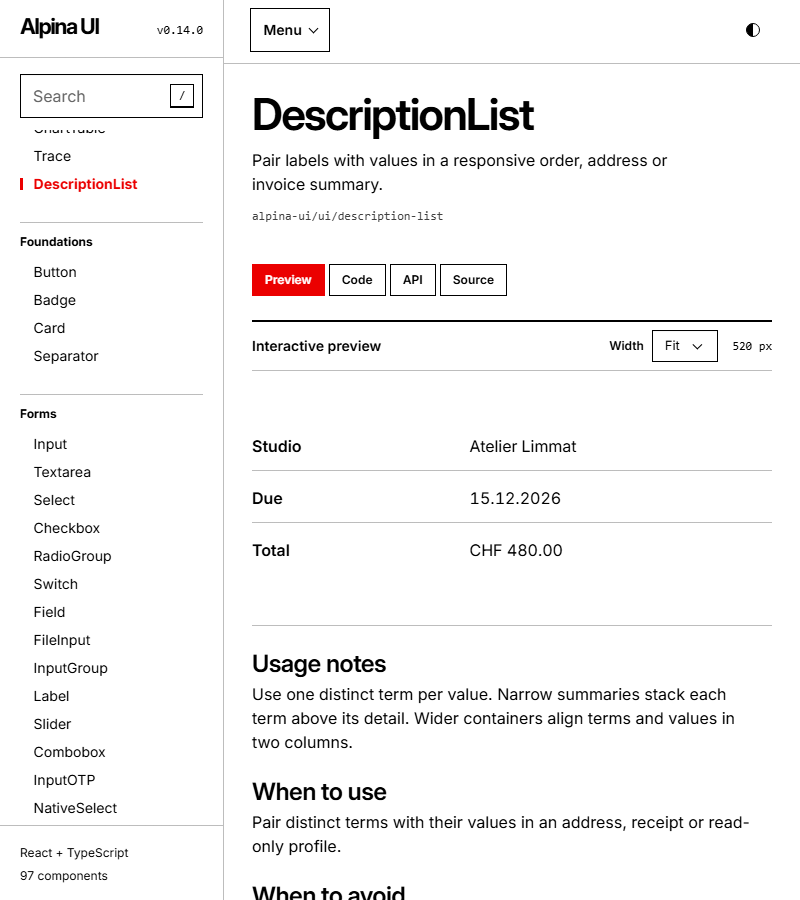 Alpina UI
v0.14.0
Search
/
ChartTable
Trace
DescriptionList
Foundations
Button
Badge
Card
Separator
Forms
Input
Textarea
Select
Checkbox
RadioGroup
Switch
Field
FileInput
InputGroup
Label
Slider
Combobox
InputOTP
NativeSelect
React + TypeScript
97 components
Menu
DescriptionList
Pair labels with values in a responsive order, address or
invoice summary.
alpina-ui/ui/description-list
Preview Code API Source
Interactive preview Width Fit 520 px
Studio Atelier Limmat
Due 15.12.2026
Total CHF 480.00
Usage notes
Use one distinct term per value. Narrow summaries stack each
term above its detail. Wider containers align terms and values in
two columns.
When to use
Pair distinct terms with their values in an address, receipt or read-
only profile.
When to avoid